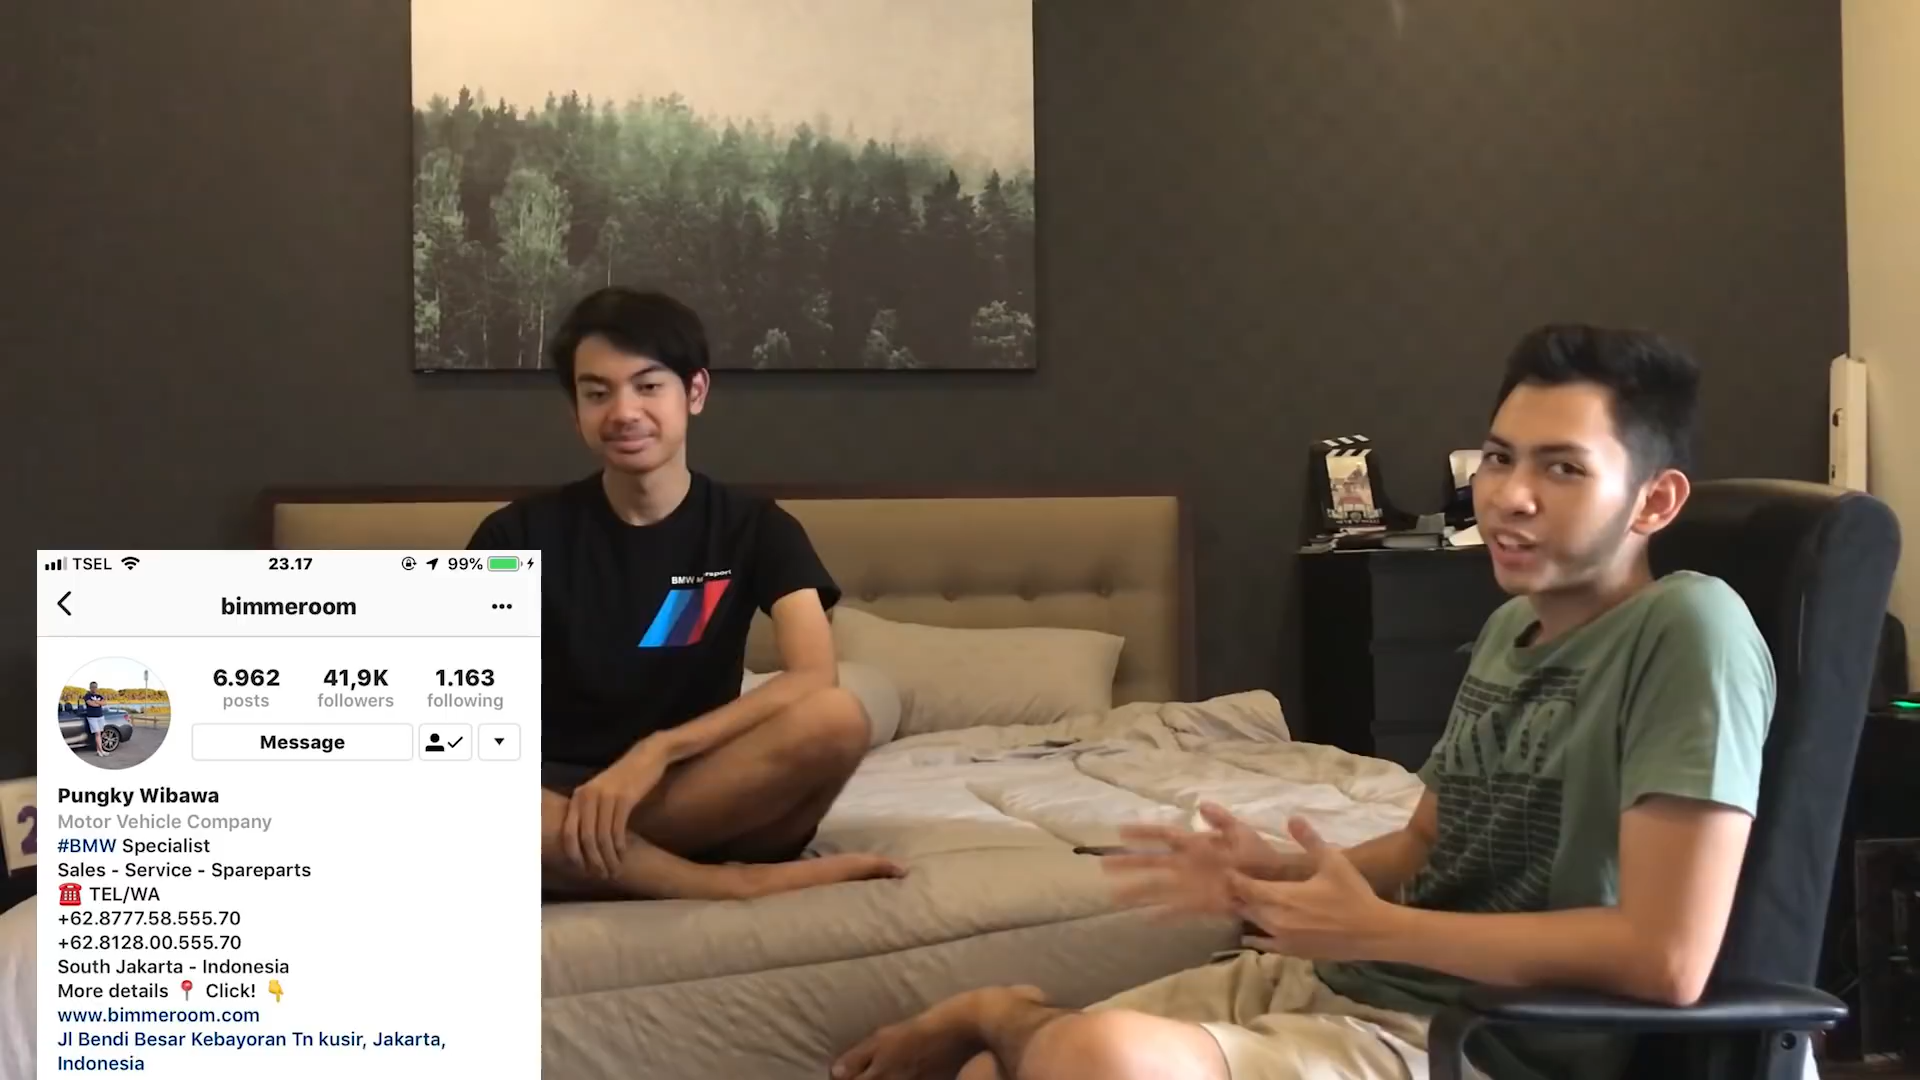 BMW M
TSEL 23.17 99%
bimmeroom
6.962 41,9K 1.163
posts followers following
Message
Pungky Wibawa
Motor Vehicle Company
#BMW Specialist
Sales - Service - Spareparts
☎️ TEL/WA
+62.8777.58.555.70
+62.8128.00.555.70
South Jakarta - Indonesia
More details 📍 Click! 👇
www.bimmeroom.com
Jl Bendi Besar Kebayoran Tn kusir, Jakarta,
Indonesia
2